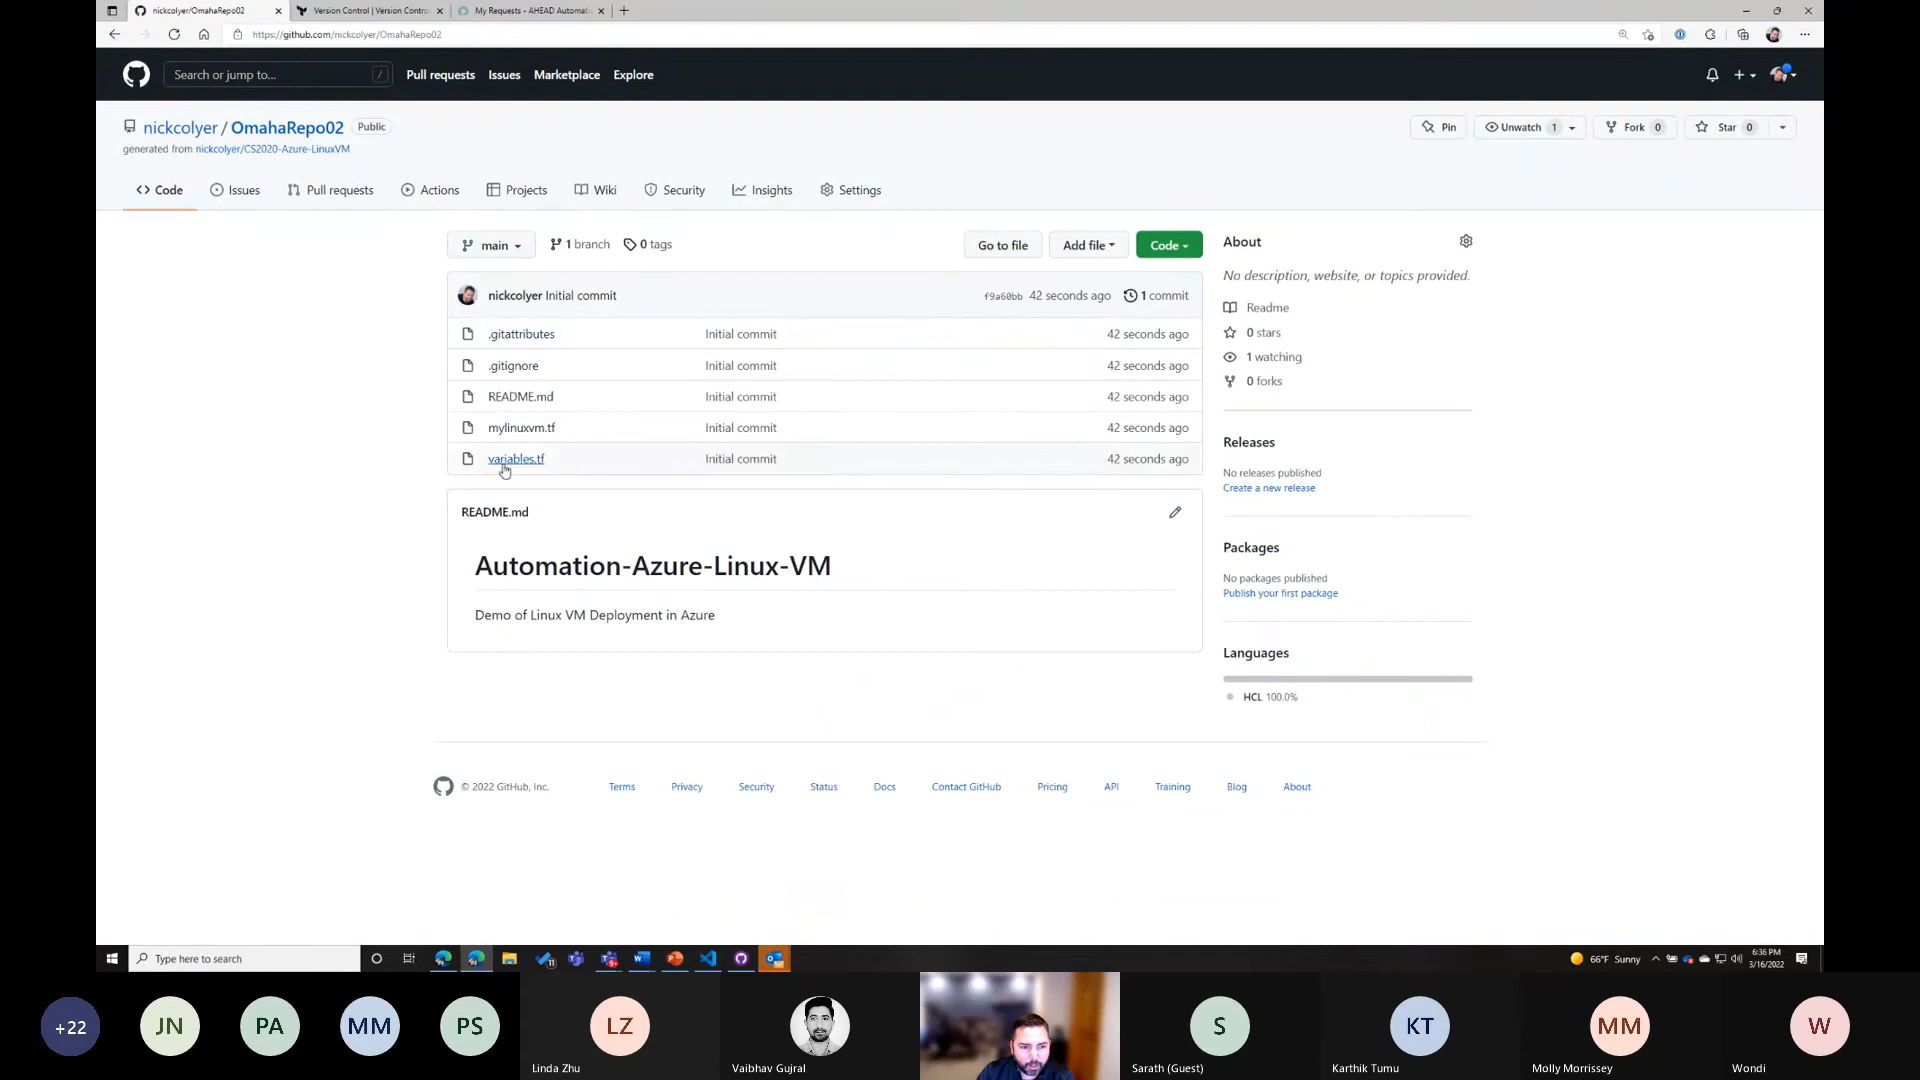 nickcolyer/OmahaRepo02
Version Control | Version Contro
My Requests - AHEAD Automat
https://github.com/nickcolyer/OmahaRepo02
Search or jump to... /
Pull requests Issues Marketplace Explore
nickcolyer / OmahaRepo02 Public
generated from nickcolyer/CS2020-Azure-LinuxVM
Pin Unwatch 1 Fork 0 Star 0
Code Issues Pull requests Actions Projects Wiki Security Insights Settings
main 1 branch 0 tags Go to file Add file Code
nickcolyer Initial commit f9a60bb 42 seconds ago 1 commit
.gitattributes Initial commit 42 seconds ago
.gitignore Initial commit 42 seconds ago
README.md Initial commit 42 seconds ago
mylinuxvm.tf Initial commit 42 seconds ago
variables.tf Initial commit 42 seconds ago
README.md
Automation-Azure-Linux-VM
Demo of Linux VM Deployment in Azure
About
No description, website, or topics provided.
Readme
0 stars
1 watching
0 forks
Releases
No releases published
Create a new release
Packages
No packages published
Publish your first package
Languages
HCL 100.0%
© 2022 GitHub, Inc. Terms Privacy Security Status Docs Contact GitHub Pricing API Training Blog About
Type here to search
66°F Sunny
6:36 PM
3/16/2022
+22 JN PA MM PS LZ S KT MM W
Linda Zhu Vaibhav Gujral Sarath (Guest) Karthik Tumu Molly Morrissey Wondi